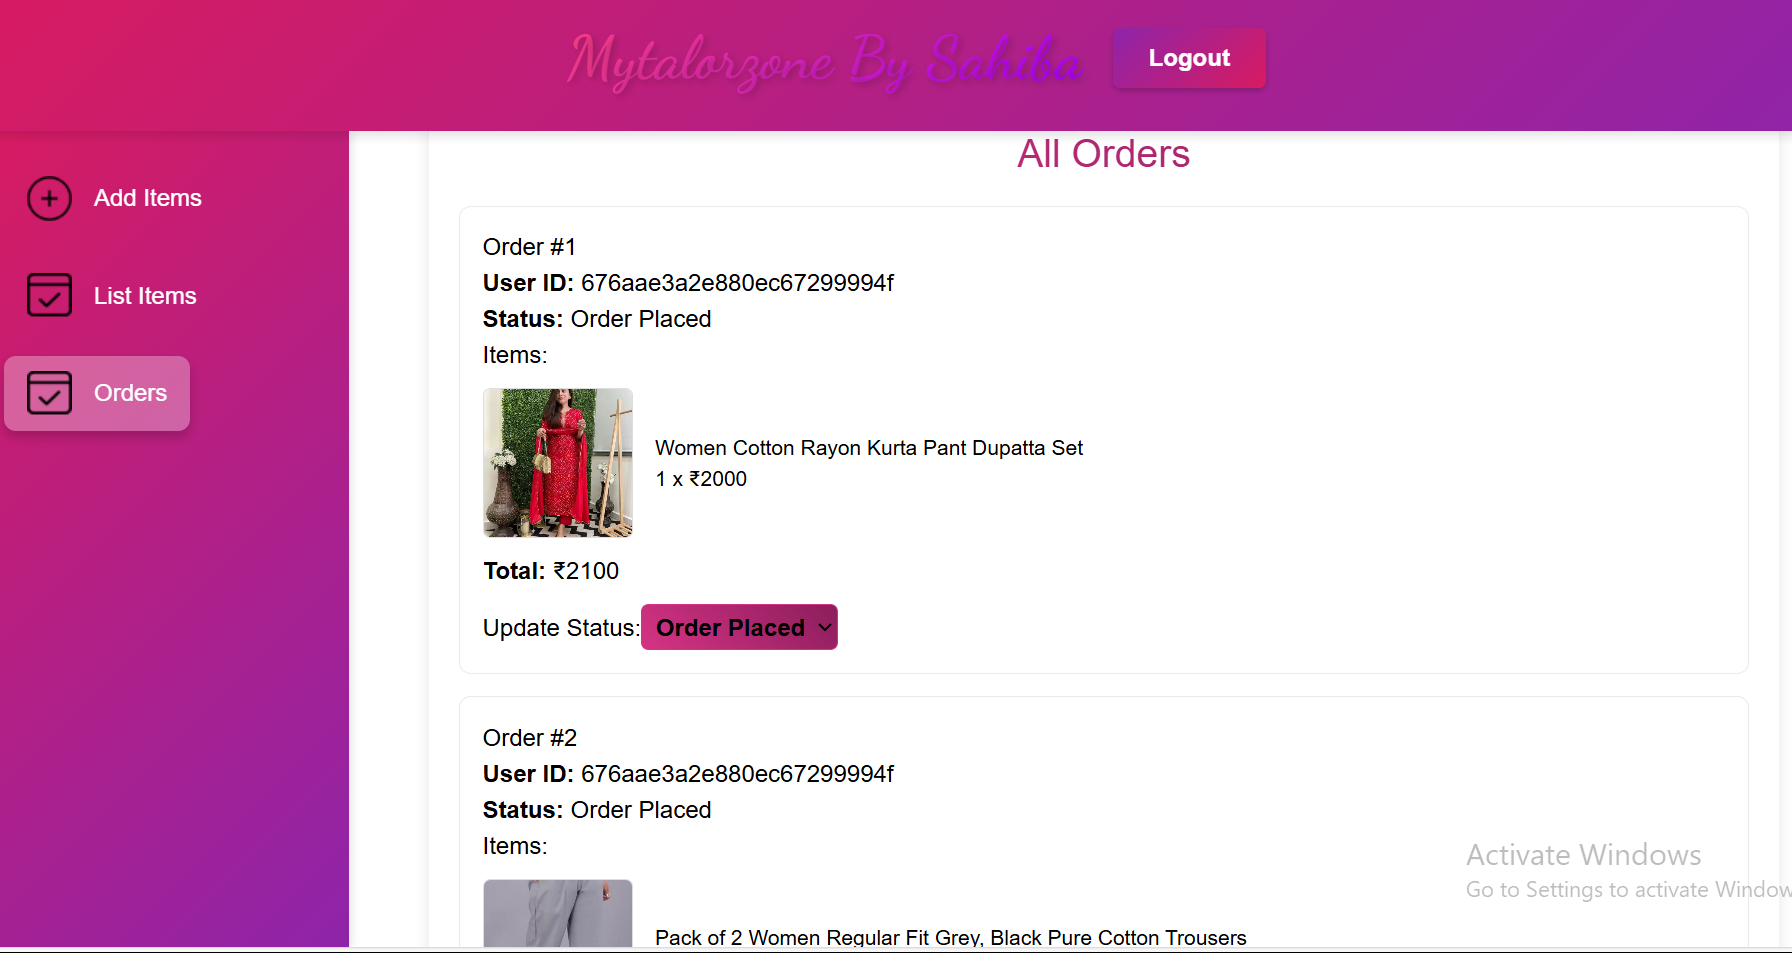 Mytalorzone By Sahiba
Logout
Add Items
List Items
Orders
All Orders
Order #1
User ID: 676aae3a2e880ec67299994f
Status: Order Placed
Items:
Women Cotton Rayon Kurta Pant Dupatta Set
1 x ₹2000
Total: ₹2100
Update Status: Order Placed
Order #2
User ID: 676aae3a2e880ec67299994f
Status: Order Placed
Items:
Pack of 2 Women Regular Fit Grey, Black Pure Cotton Trousers
Activate Windows
Go to Settings to activate Window